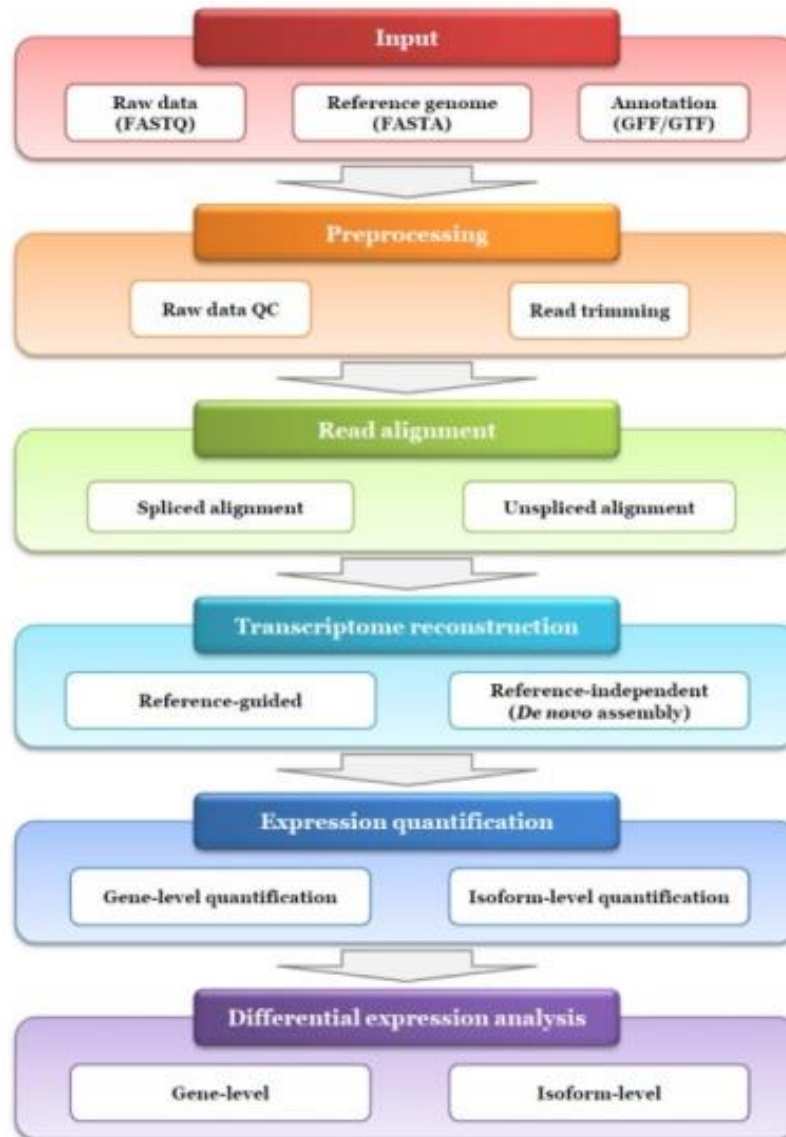 Input
Raw data
(FASTQ)
Reference genome
(FASTA)
Annotation
(GFF/GTF)
Preprocessing
Raw data QC
Read trimming
Read alignment
Spliced alignment
Unspliced alignment
Transcriptome reconstruction
Reference-guided
Reference-independent
(De novo assembly)
Expression quantification
Gene-level quantification
Isoform-level quantification
Differential expression analysis
Gene-level
Isoform-level